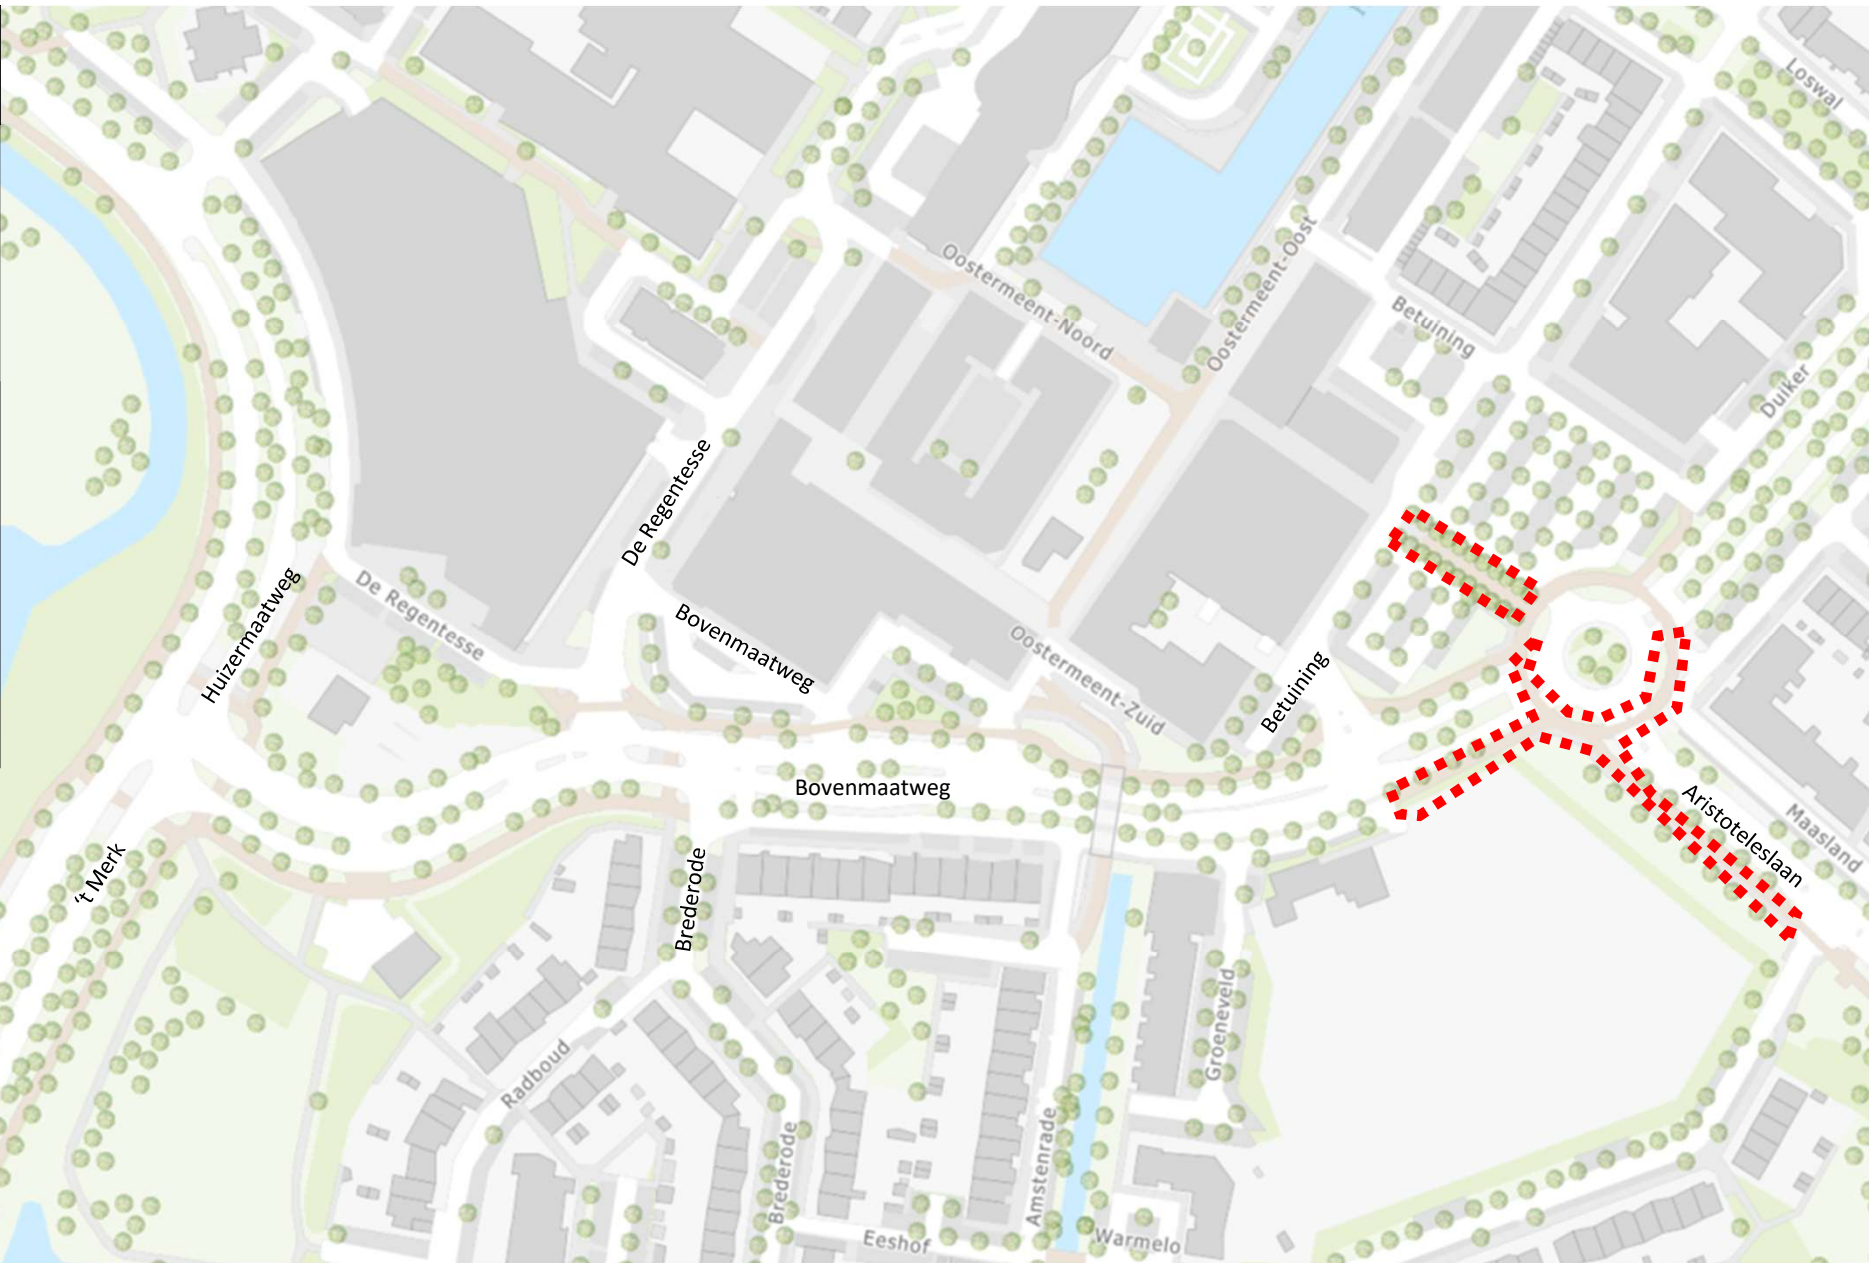 Loswal
Oostermeent-Noord
Oostermeent-Oost
Betuining
Duiker
De Regentesse
De Regentesse
Huizermaatweg
Bovenmaatweg
Oostermeent-Zuid
Betuining
Bovenmaatweg
Aristoteleslaan
Maasland
't Merk
Brederode
Groeneveld
Radboud
Brederode
Amstenrade
Eeshof
Warmelo